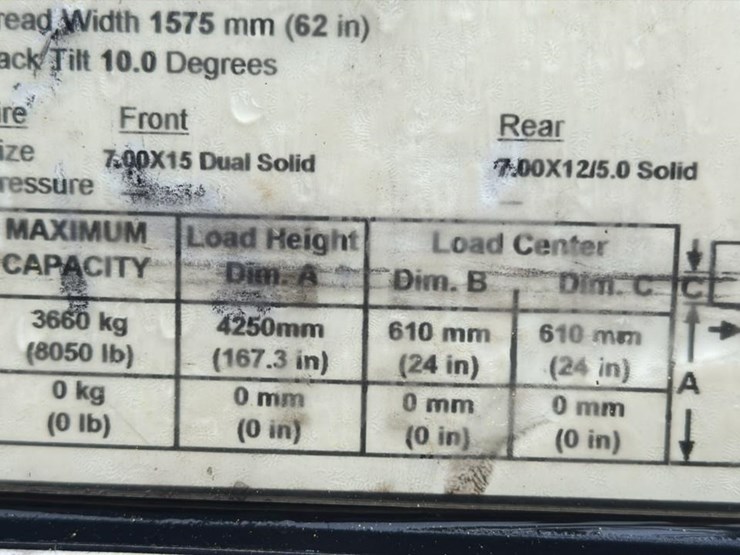 read Width 1575 mm (62 in)
ack Tilt 10.0 Degrees
ire Front Rear
ize 7.00X15 Dual Solid 7.00X12/5.0 Solid
ressure
MAXIMUM CAPACITY Load Height Dim. A Load Center
Dim. B Dim. C C
3660 kg 4250mm 610 mm 610 mm
(8050 lb) (167.3 in) (24 in) (24 in)
A
0 kg 0 mm 0 mm 0 mm
(0 lb) (0 in) (0 in) (0 in)